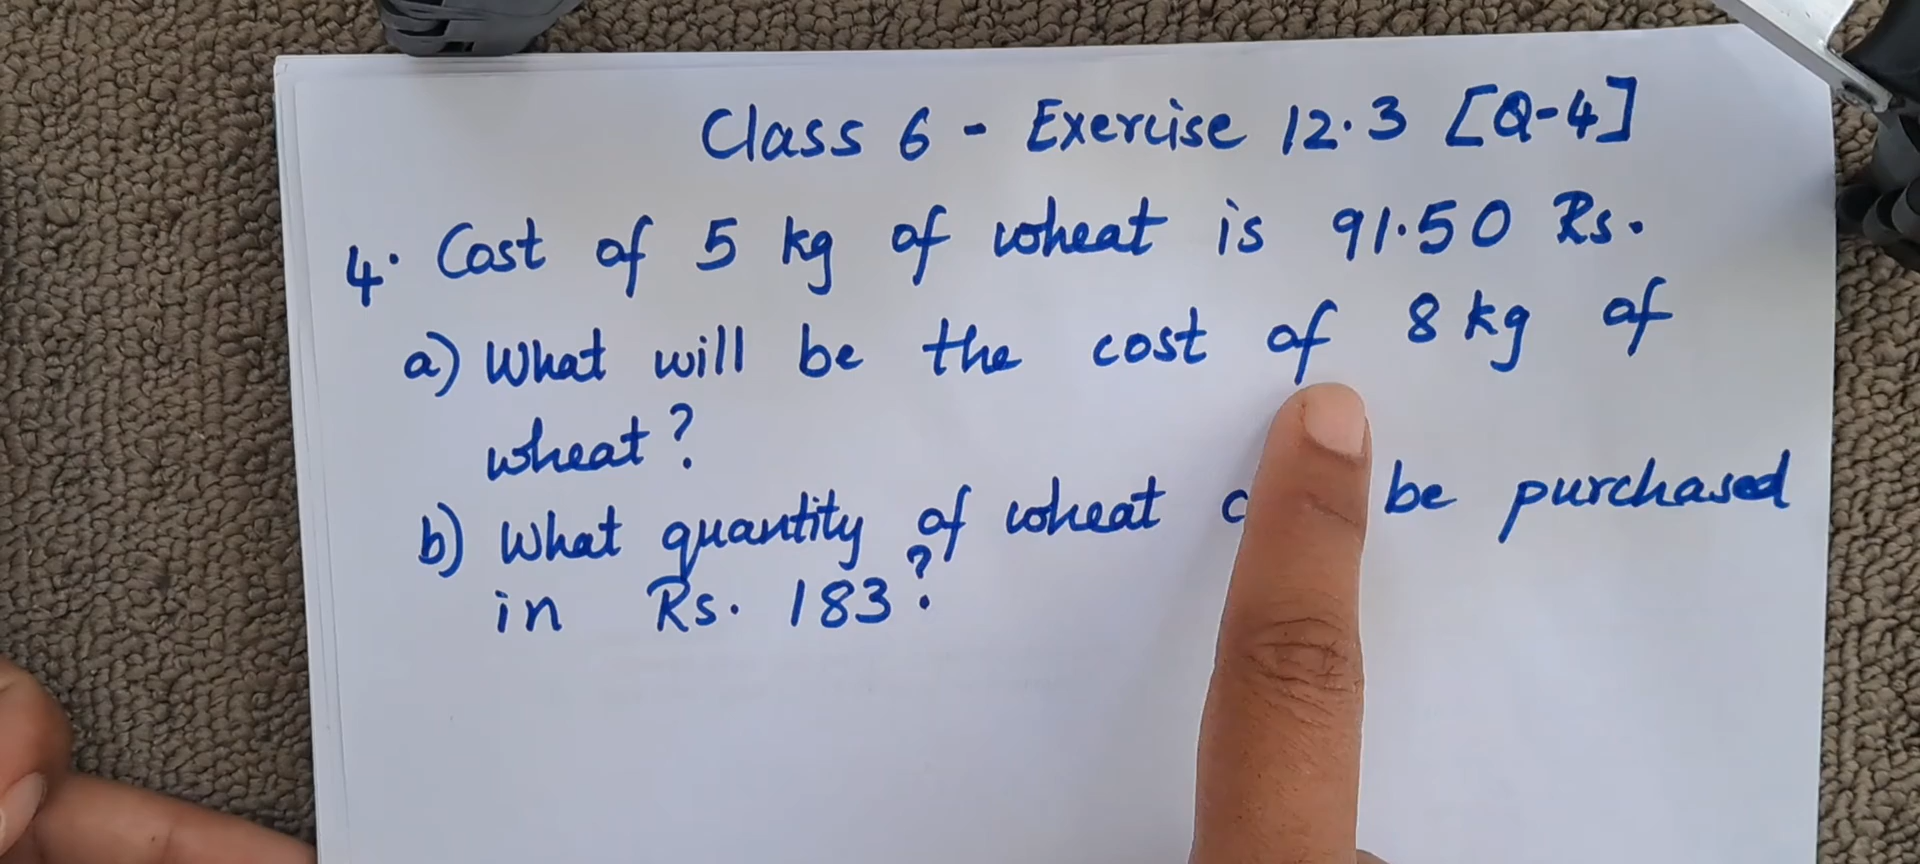 Class 6 - Exercise 12.3 [Q-4]
4. Cost of 5 kg of wheat is 91.50 Rs.
a) What will be the cost of 8 kg of
wheat?
b) What quantity of wheat be purchased
in Rs. 183?